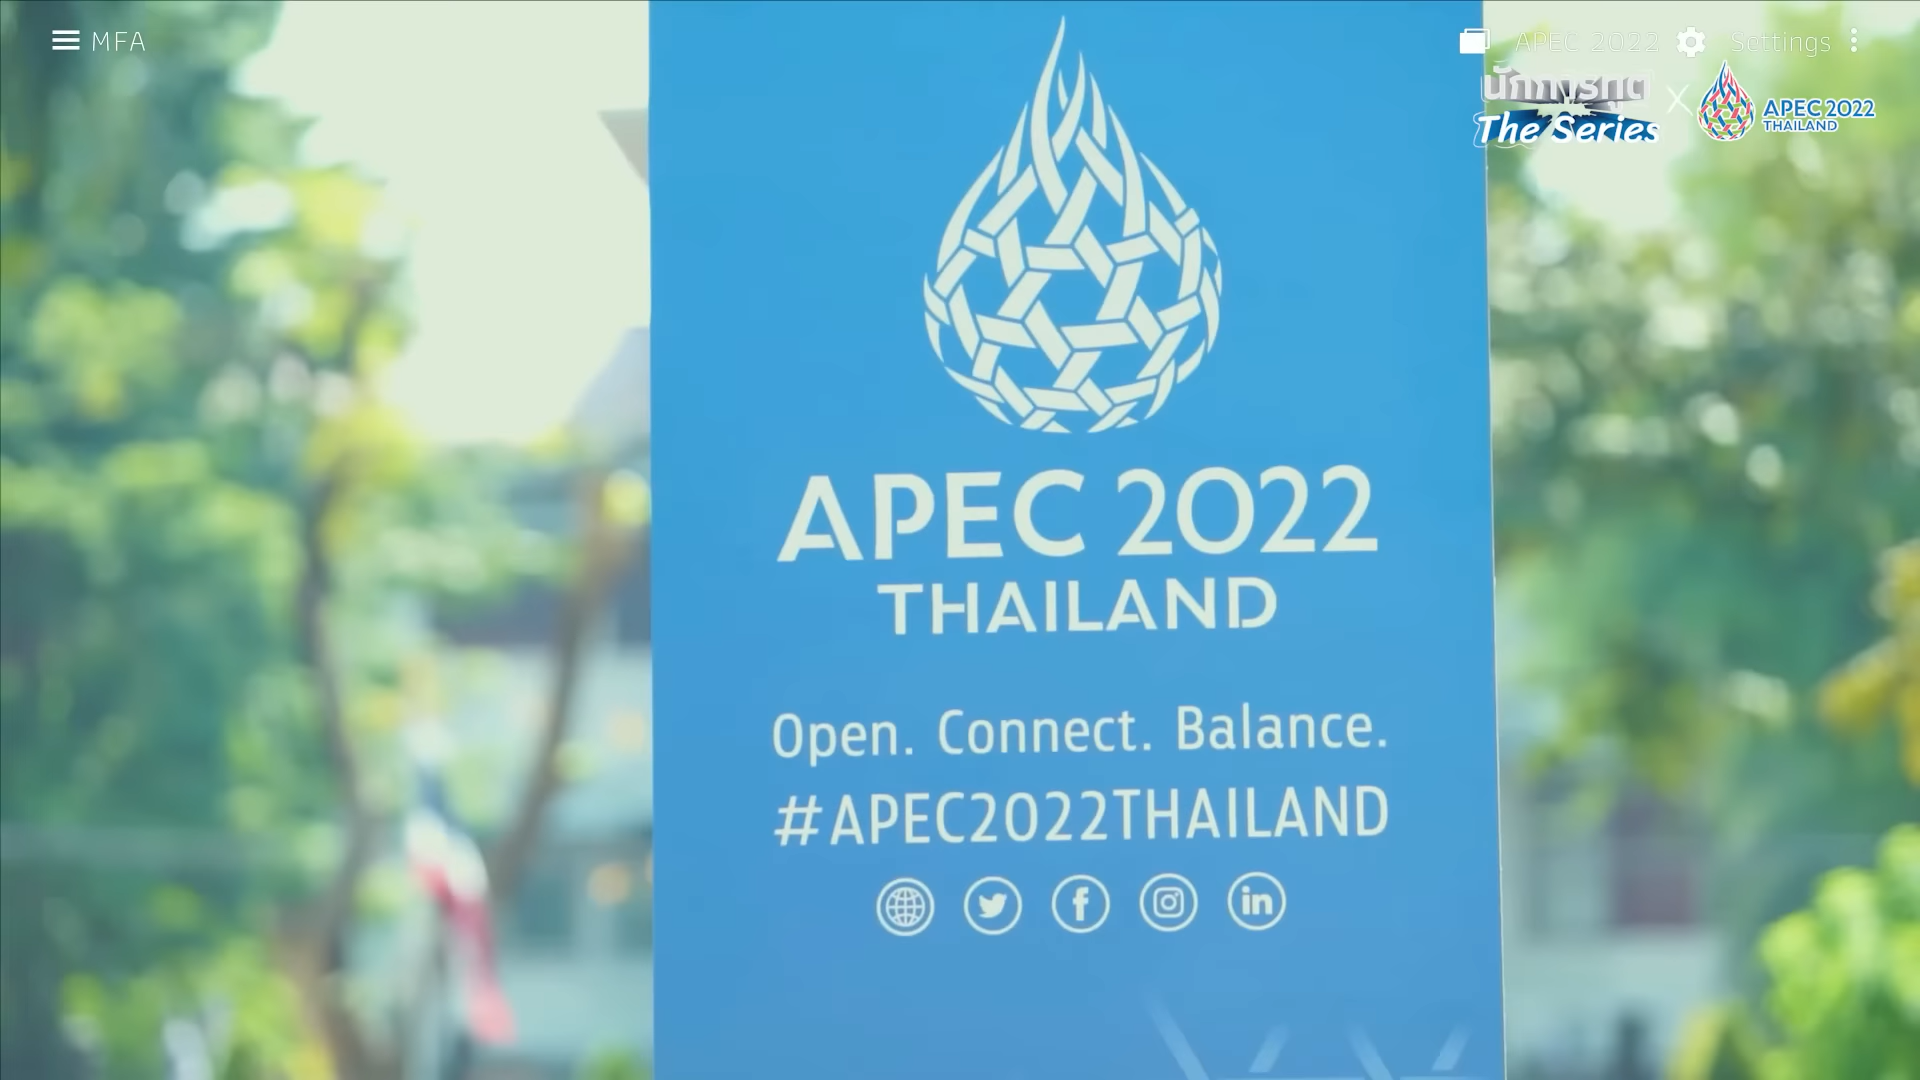 MFA
APEC 2022 Settings
นักการทูต
The Series
X
APEC 2022
THAILAND
APEC 2022
THAILAND
Open. Connect. Balance.
#APEC2022THAILAND